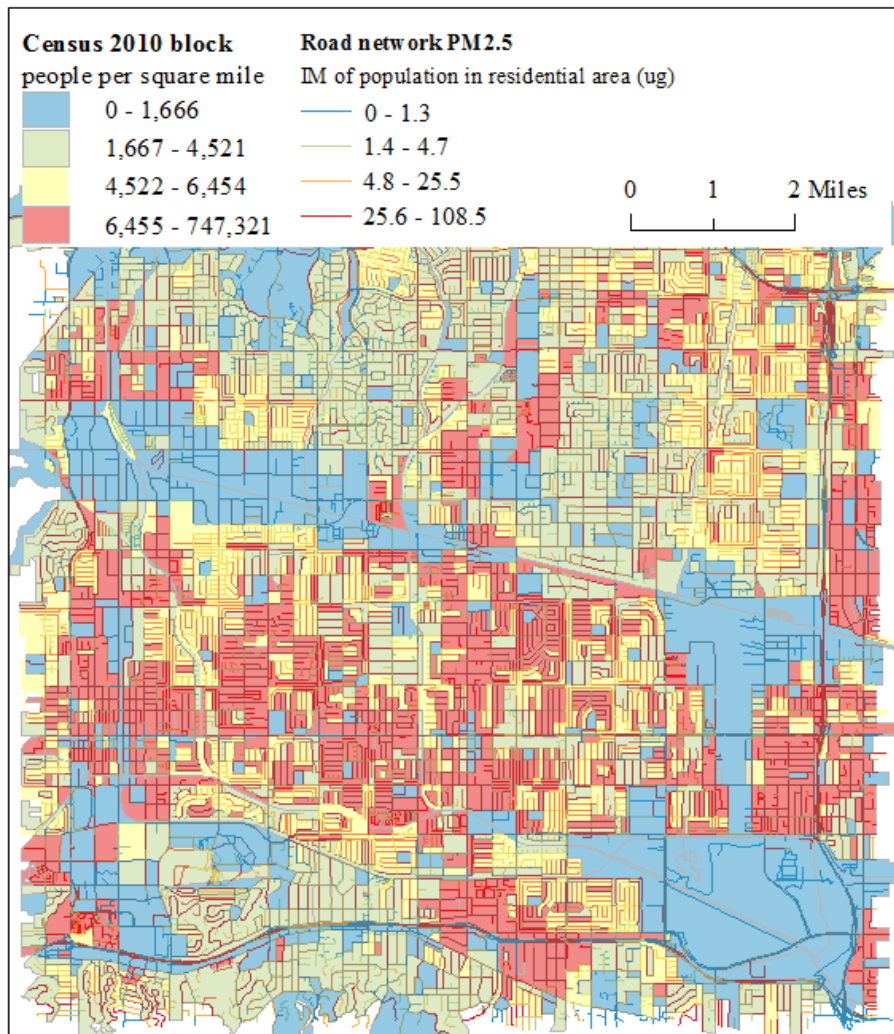 Census 2010 block
people per square mile
0 - 1,666
1,667 - 4,521
4,522 - 6,454
6,455 - 747,321
Road network PM2.5
IM of population in residential area (ug)
0 - 1.3
1.4 - 4.7
4.8 - 25.5
25.6 - 108.5
0 1 2 Miles